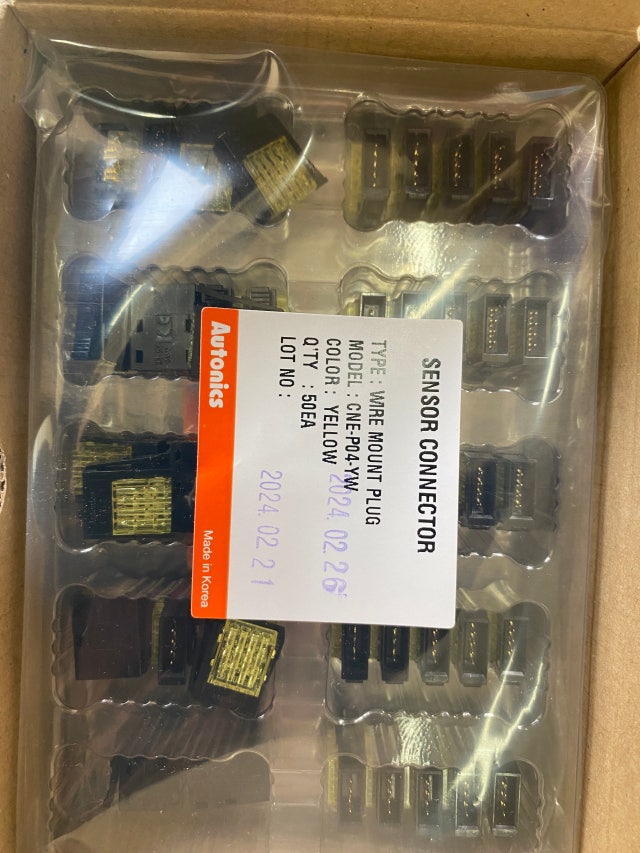 SENSOR CONNECTOR
TYPE : WIRE MOUNT PLUG
MODEL : CNE-P04-YW
COLOR : YELLOW
2024. 02. 26
Q'TY : 50EA
LOT NO :
2024. 02. 21
Autonics
Made in Korea